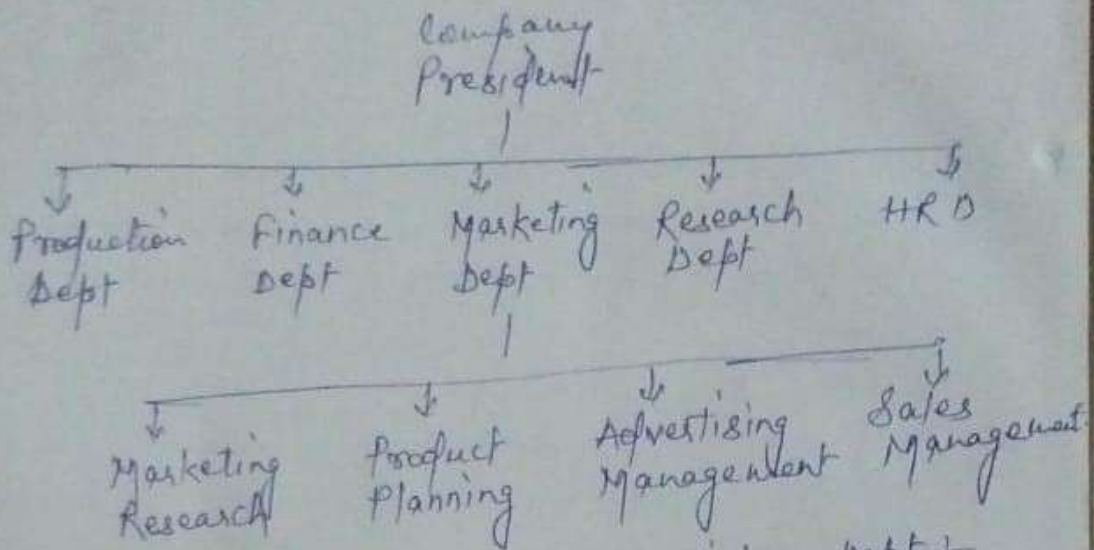 Company
President
Production Dept
Finance Dept
Marketing Dept
Research Dept
HRD
Marketing Research
Product Planning
Advertising Management
Sales Management